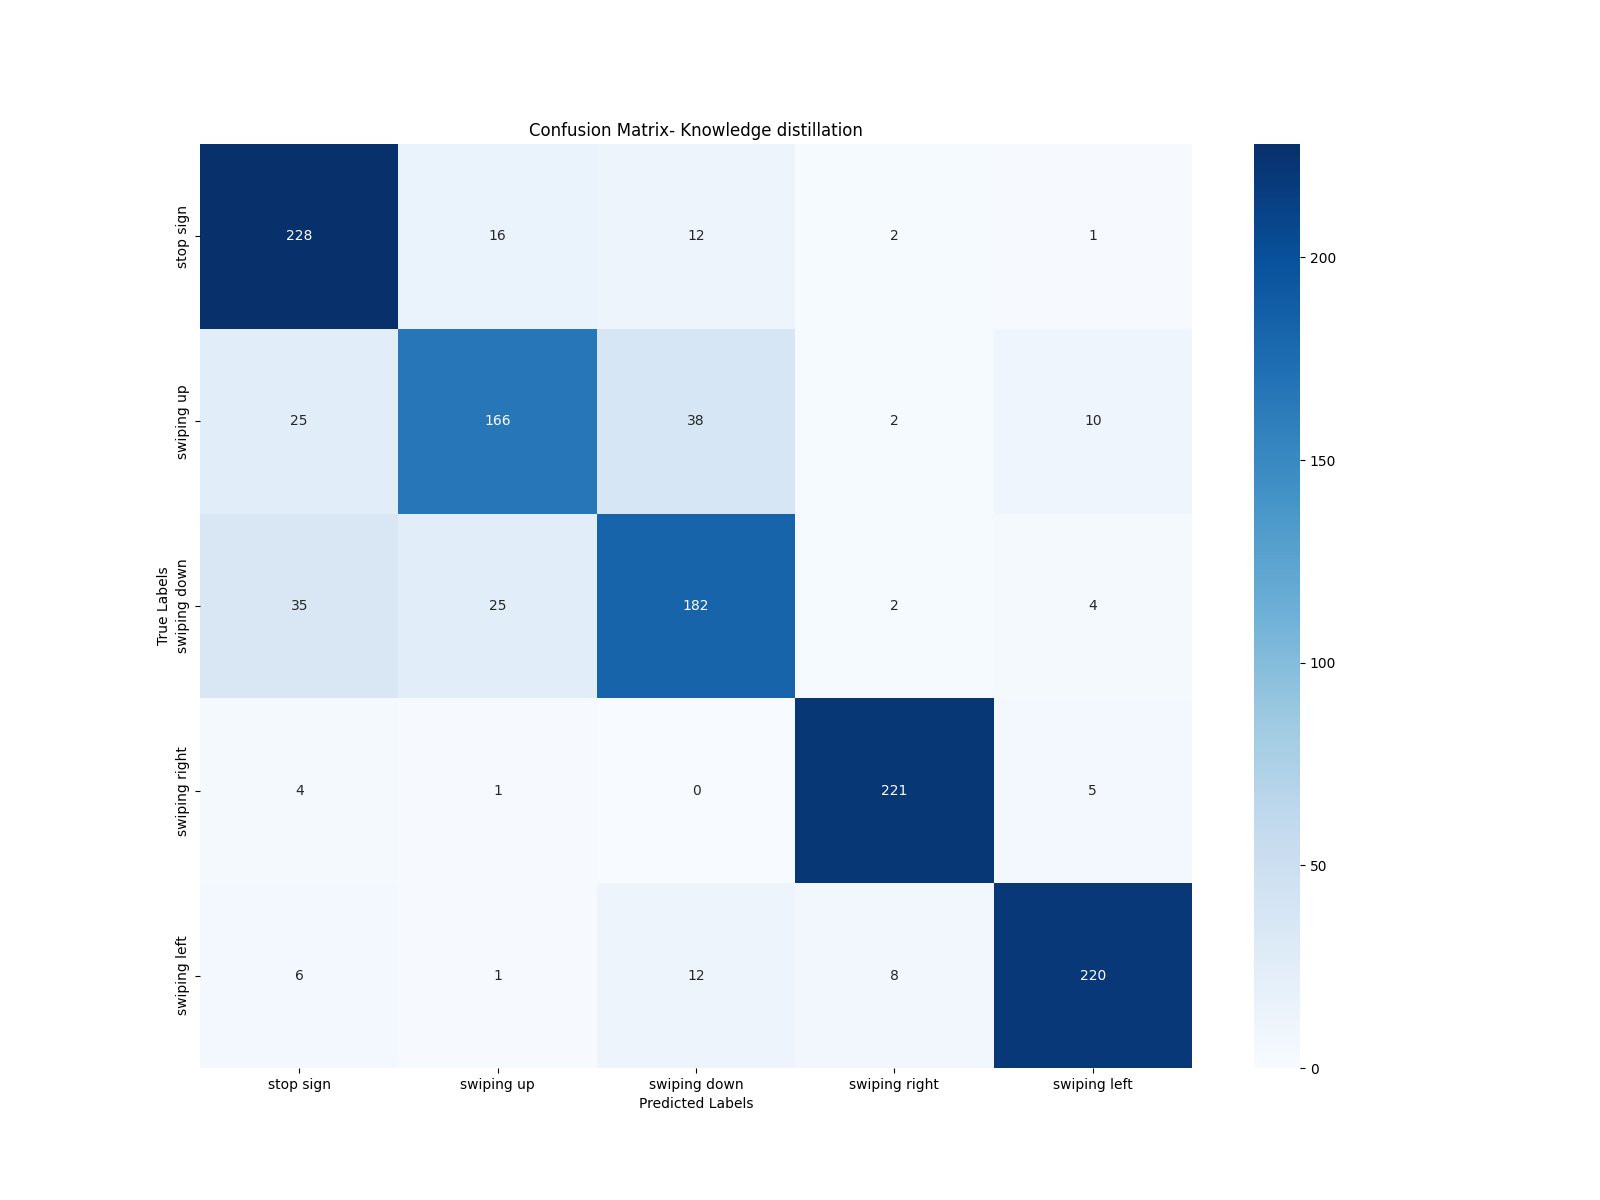 Confusion Matrix- Knowledge distillation
stop sign 228 16 12 2 1
swiping up 25 166 38 2 10
True Labels
swiping down 35 25 182 2 4
swiping right 4 1 0 221 5
swiping left 6 1 12 8 220
stop sign swiping up swiping down swiping right swiping left
Predicted Labels
200
150
100
50
0